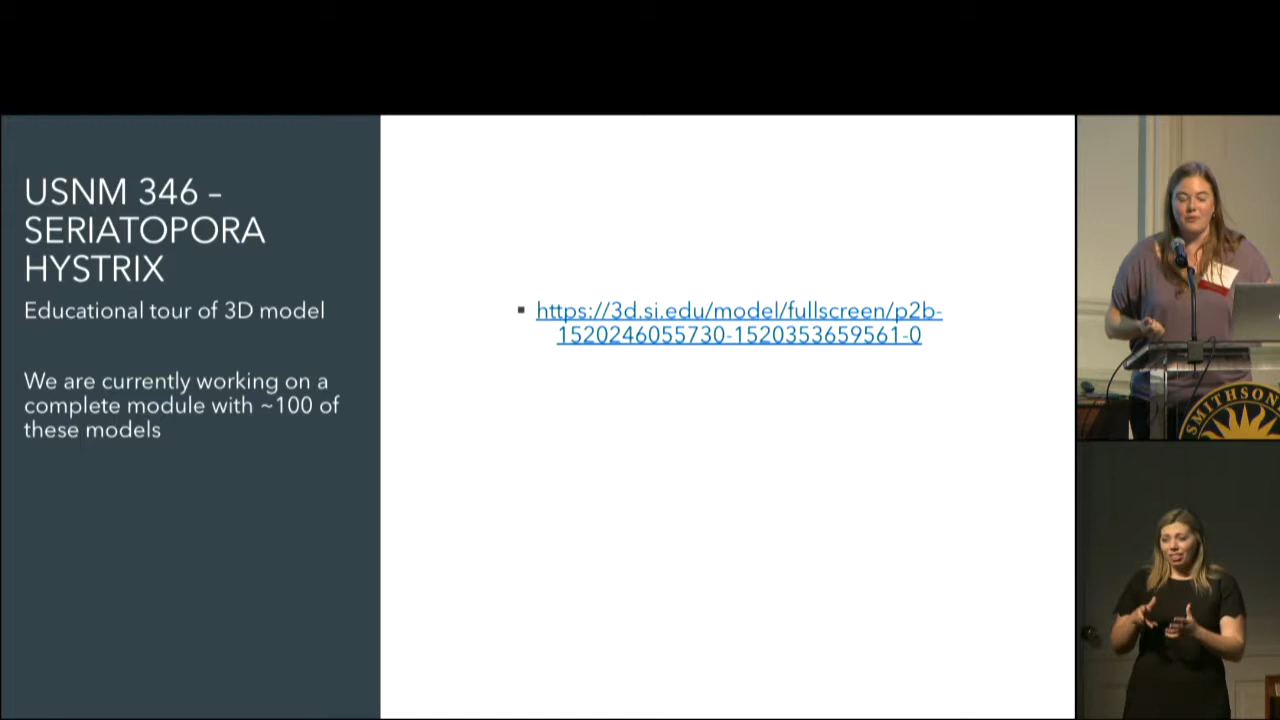 USNM 346 –
SERIATOPORA
HYSTRIX
Educational tour of 3D model
We are currently working on a
complete module with ~100 of
these models
https://3d.si.edu/model/fullscreen/p2b-
1520246055730-1520353659561-0
SMITHSON